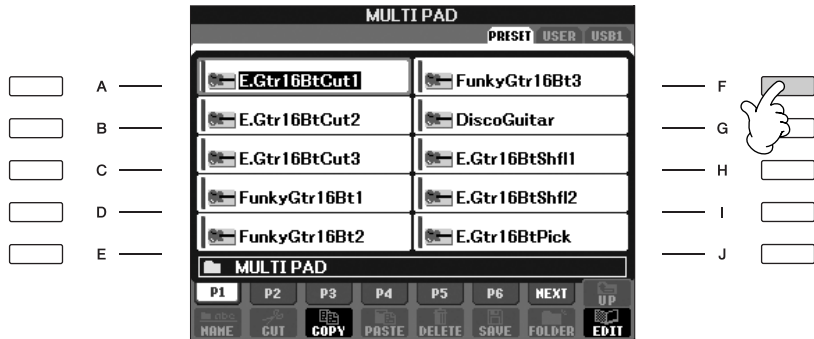 MULTI PAD
PRESET USER USB1
A E.Gtr16BtCut1 FunkyGtr16Bt3 F
B E.Gtr16BtCut2 DiscoGuitar G
C E.Gtr16BtCut3 E.Gtr16BtShfl1 H
D FunkyGtr16Bt1 E.Gtr16BtShfl2 I
E FunkyGtr16Bt2 E.Gtr16BtPick J
MULTI PAD
P1 P2 P3 P4 P5 P6 NEXT UP
NAME CUT COPY PASTE DELETE SAVE FOLDER EDIT